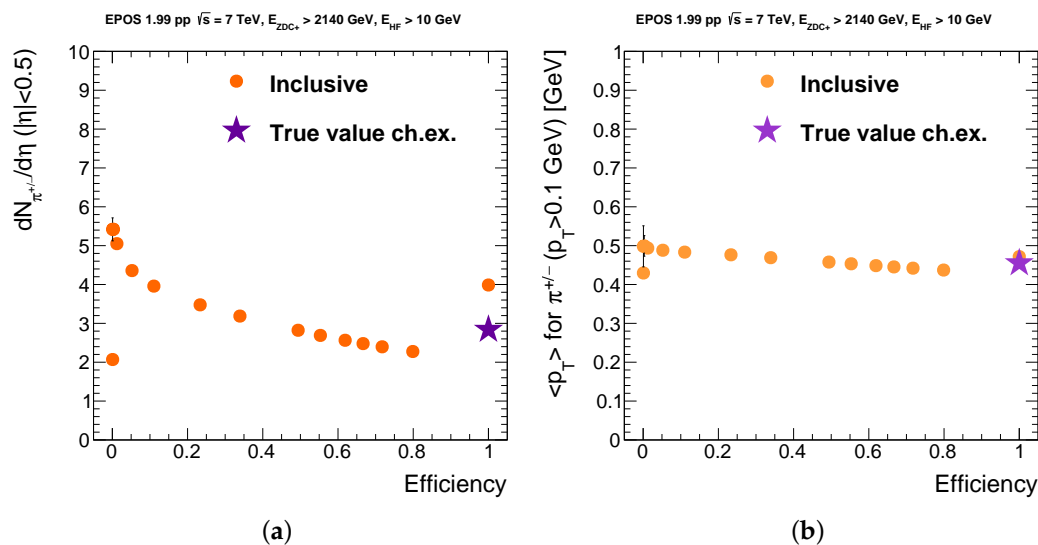 EPOS 1.99 pp √s = 7 TeV, E_ZDC+ > 2140 GeV, E_HF > 10 GeV
dN_π+/−/dη (|η|<0.5)
10
9
8
7
6
5
4
3
2
1
0
Inclusive
True value ch.ex.
0 0.2 0.4 0.6 0.8 1
Efficiency
(a)
EPOS 1.99 pp √s = 7 TeV, E_ZDC+ > 2140 GeV, E_HF > 10 GeV
<p_T> for π+/− (p_T>0.1 GeV) [GeV]
1
0.9
0.8
0.7
0.6
0.5
0.4
0.3
0.2
0.1
0
Inclusive
True value ch.ex.
0 0.2 0.4 0.6 0.8 1
Efficiency
(b)